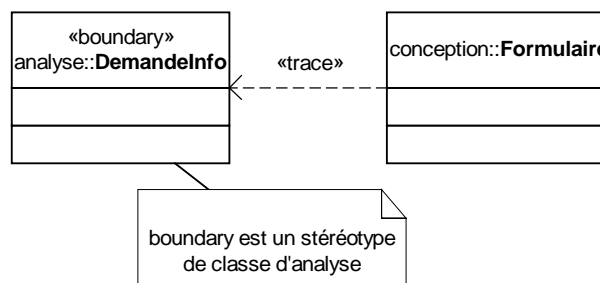 «boundary»
analyse::DemandeInfo
«trace»
conception::Formulaire
boundary est un stéréotype
de classe d'analyse